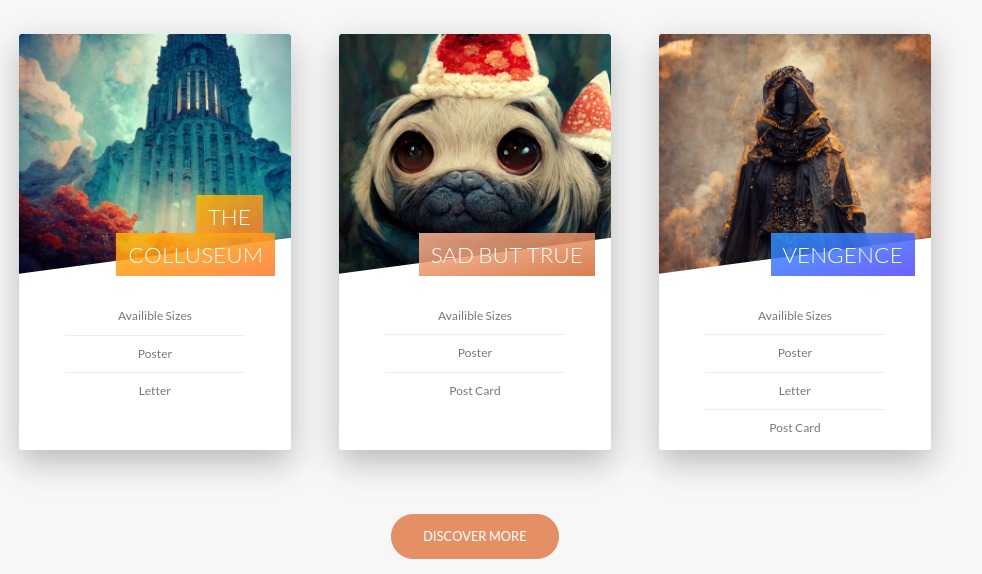 THE
COLLUSEUM
Availible Sizes
Poster
Letter
SAD BUT TRUE
Availible Sizes
Poster
Post Card
VENGENCE
Availible Sizes
Poster
Letter
Post Card
DISCOVER MORE